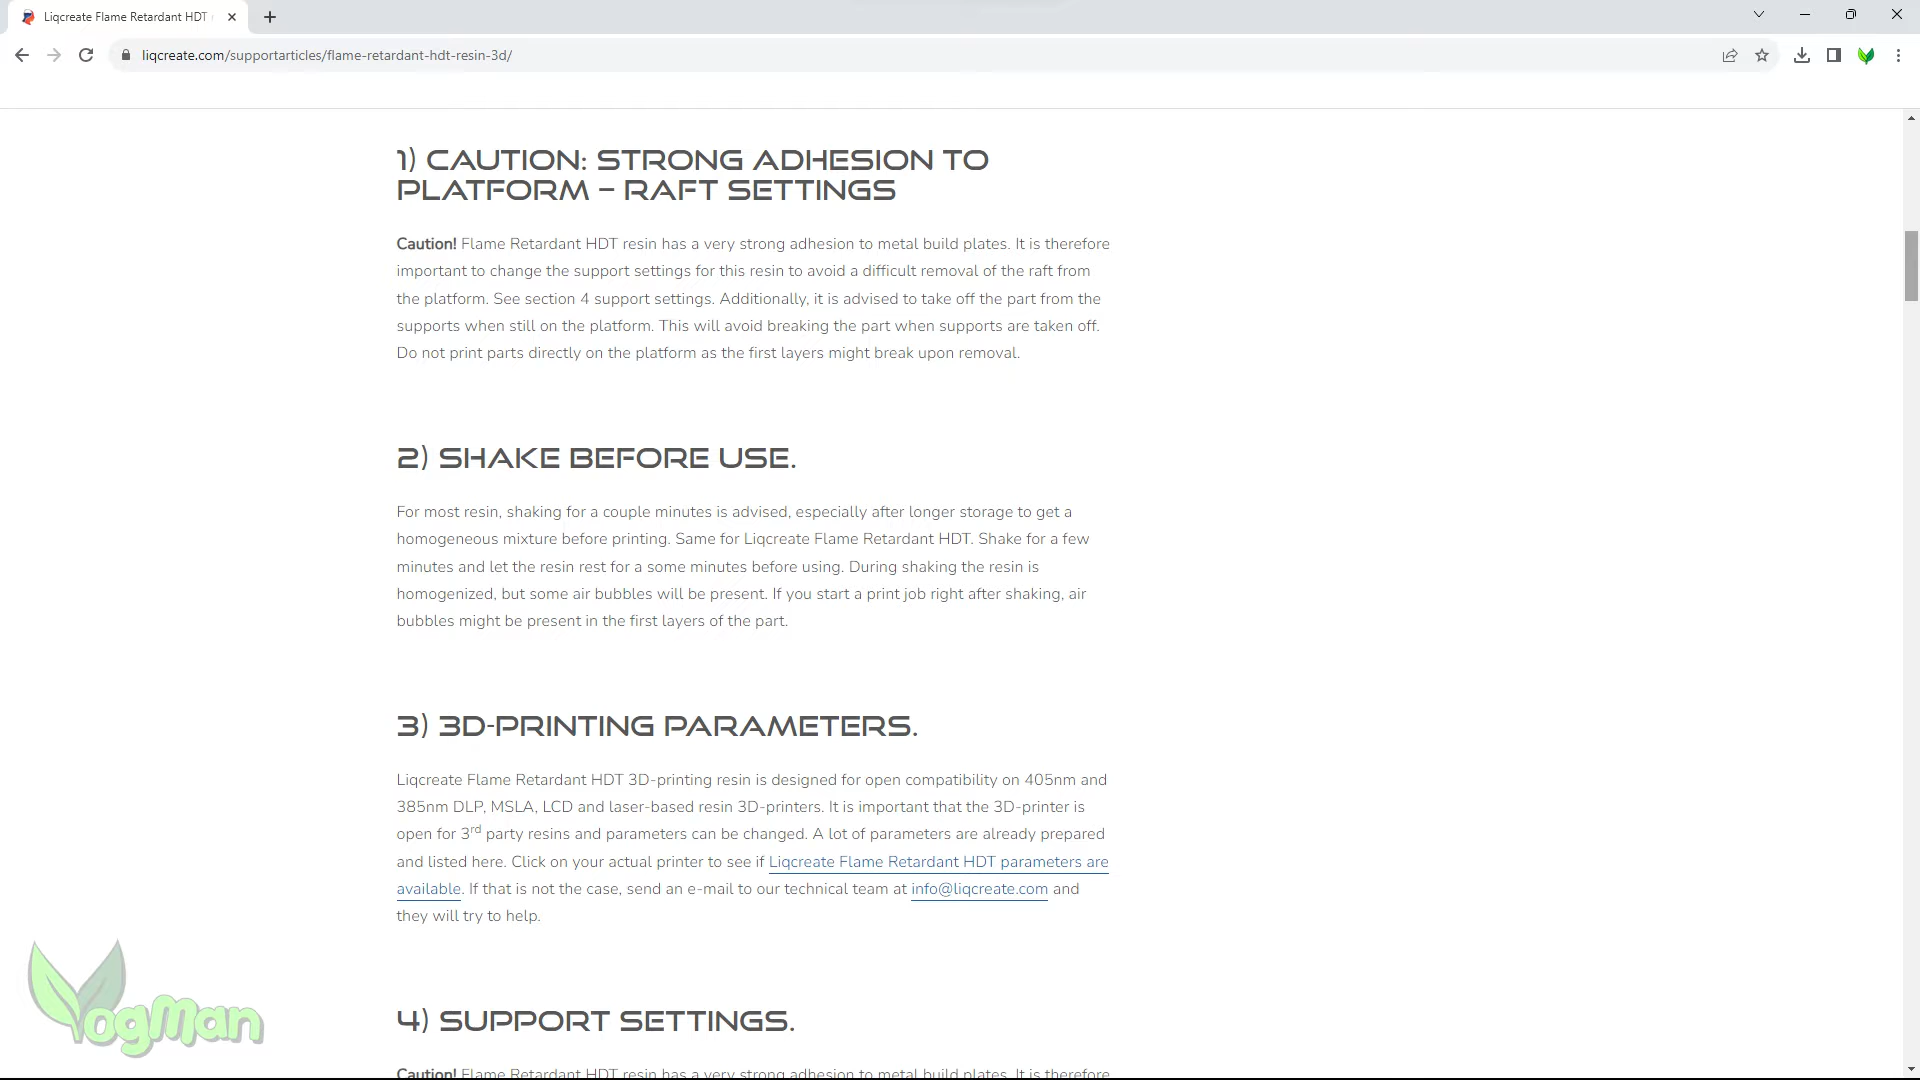 Liqcreate Flame Retardant HDT
liqcreate.com/supportarticles/flame-retardant-hdt-resin-3d/
1) CAUTION: STRONG ADHESION TO
PLATFORM – RAFT SETTINGS
Caution! Flame Retardant HDT resin has a very strong adhesion to metal build plates. It is therefore
important to change the support settings for this resin to avoid a difficult removal of the raft from
the platform. See section 4 support settings. Additionally, it is advised to take off the part from the
supports when still on the platform. This will avoid breaking the part when supports are taken off.
Do not print parts directly on the platform as the first layers might break upon removal.
2) SHAKE BEFORE USE.
For most resin, shaking for a couple minutes is advised, especially after longer storage to get a
homogeneous mixture before printing. Same for Liqcreate Flame Retardant HDT. Shake for a few
minutes and let the resin rest for a some minutes before using. During shaking the resin is
homogenized, but some air bubbles will be present. If you start a print job right after shaking, air
bubbles might be present in the first layers of the part.
3) 3D-PRINTING PARAMETERS.
Liqcreate Flame Retardant HDT 3D-printing resin is designed for open compatibility on 405nm and
385nm DLP, MSLA, LCD and laser-based resin 3D-printers. It is important that the 3D-printer is
open for 3rd party resins and parameters can be changed. A lot of parameters are already prepared
and listed here. Click on your actual printer to see if Liqcreate Flame Retardant HDT parameters are
available. If that is not the case, send an e-mail to our technical team at info@liqcreate.com and
they will try to help.
4) SUPPORT SETTINGS.
Caution! Flame Retardant HDT resin has a very strong adhesion to metal build plates. It is therefore
YogMan